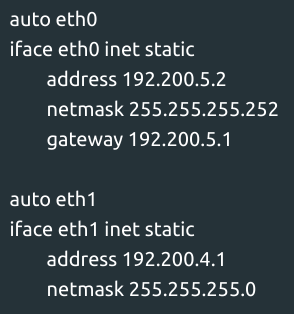 auto eth0
iface eth0 inet static
address 192.200.5.2
netmask 255.255.255.252
gateway 192.200.5.1
auto eth1
iface eth1 inet static
address 192.200.4.1
netmask 255.255.255.0